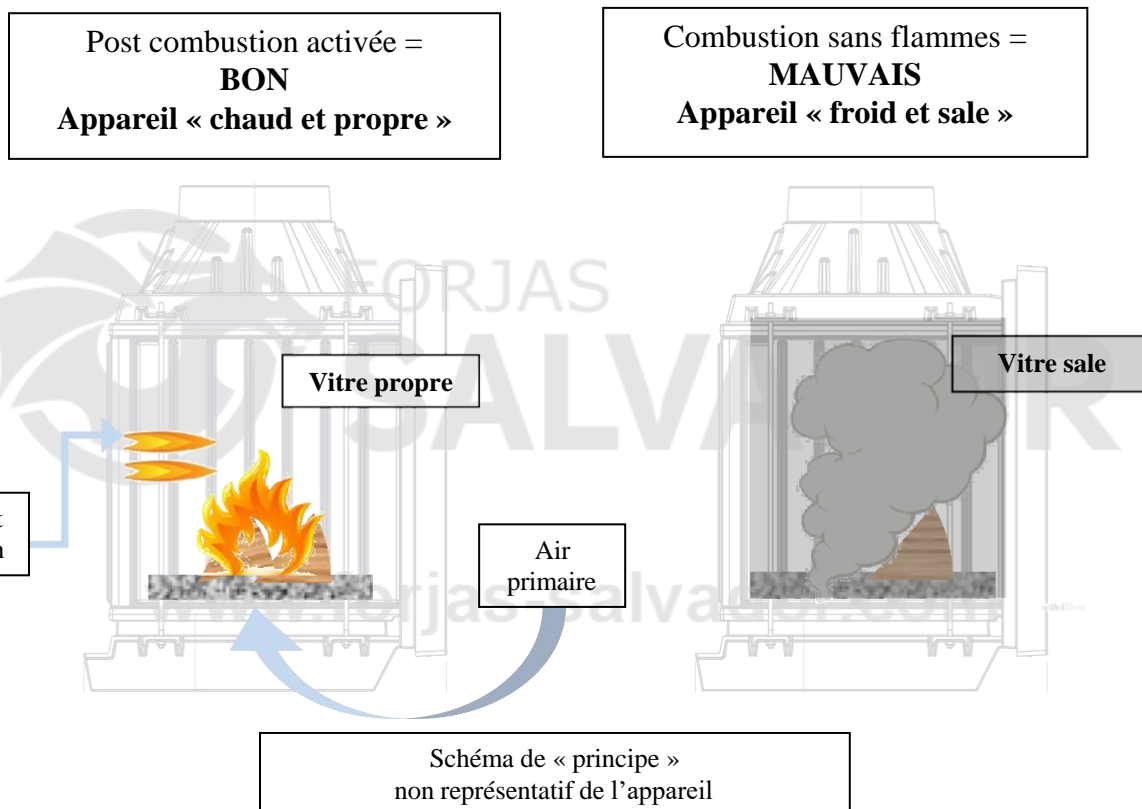 Post combustion activée =
BON
Appareil « chaud et propre »
Combustion sans flammes =
MAUVAIS
Appareil « froid et sale »
FORJAS
SALVADOR
Vitre propre
Vitre sale
Air
primaire
www.forjas-salvador.com
Schéma de « principe »
non représentatif de l’appareil